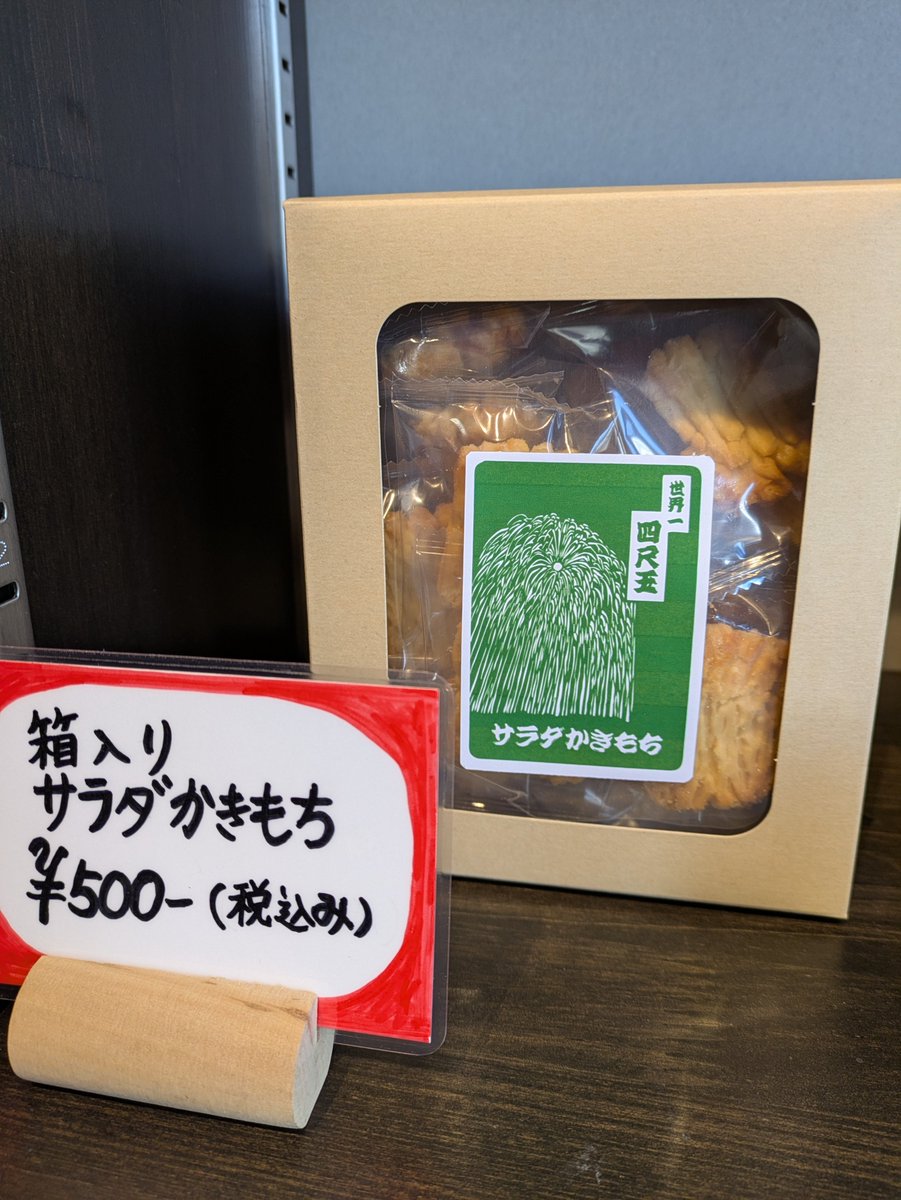 世界一
四尺玉
サラダかきもち
箱入り
サラダかきもち
¥500-(税込み)